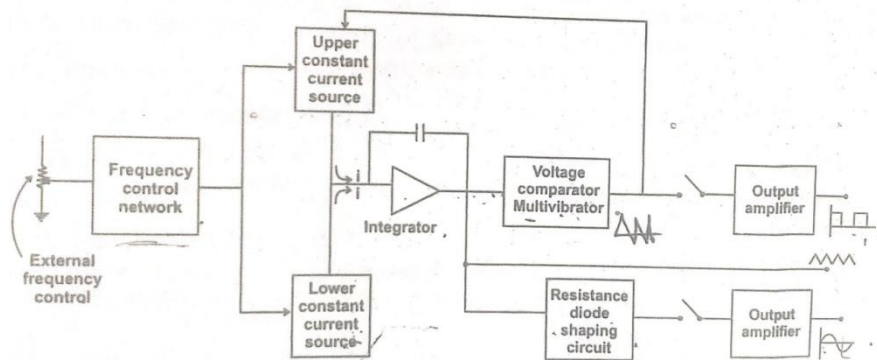 Upper
constant
current
source
Frequency
control
network
External
frequency
control
i
i
Integrator
Voltage
comparator
Multivibrator
Output
amplifier
t
Lower
constant
current
source
Resistance
diode
shaping
circuit
Output
amplifier